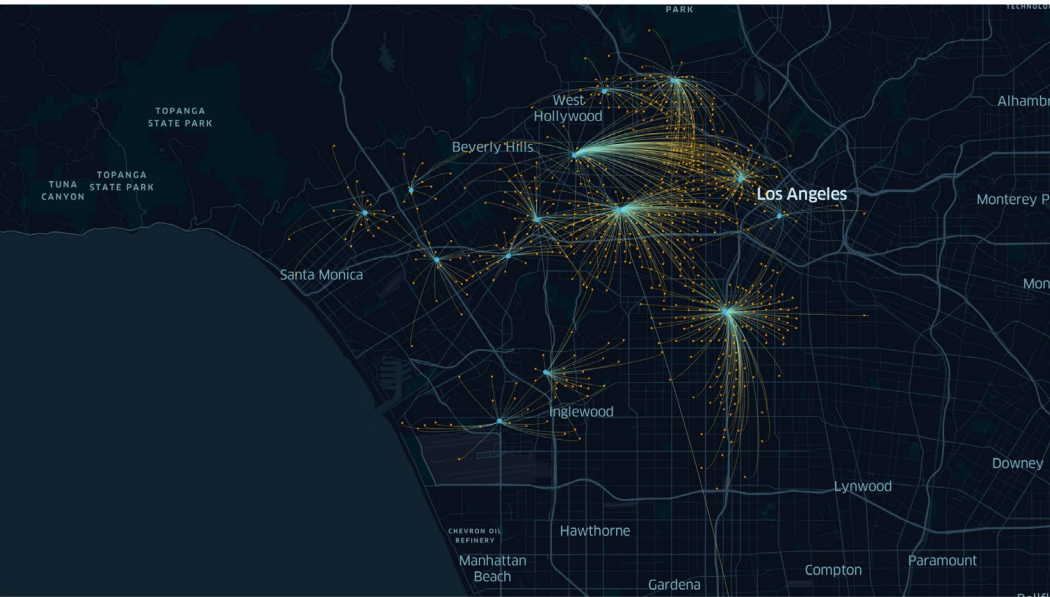 PARK
West
Hollywood
TOPANGA
STATE PARK
Beverly Hills
TOPANGA
STATE PARK
TUNA
CANYON
Los Angeles
Santa Monica
Inglewood
Downey
Lynwood
CHEVRON OIL
REFINERY
Hawthorne
Manhattan
Beach
Paramount
Compton
Gardena